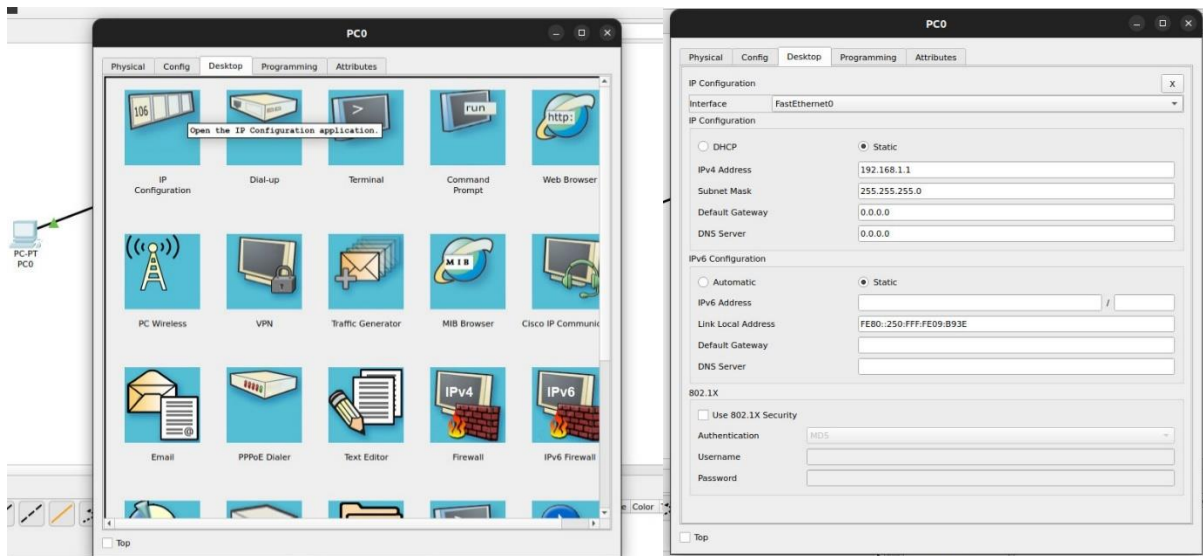 PC0
Physical Config Desktop Programming Attributes
106
run
http:
Open the IP Configuration application.
IP Configuration
Dial-up
Terminal
Command Prompt
Web Browser
MIB
PC Wireless
VPN
Traffic Generator
MIB Browser
Cisco IP Communic
IPv4
IPv6
Email
PPPoE Dialer
Text Editor
Firewall
IPv6 Firewall
Top
PC-PT
PC0
e Color
PC0
Physical Config Desktop Programming Attributes
IP Configuration X
Interface FastEthernet0
IP Configuration
DHCP Static
IPv4 Address 192.168.1.1
Subnet Mask 255.255.255.0
Default Gateway 0.0.0.0
DNS Server 0.0.0.0
IPv6 Configuration
Automatic Static
IPv6 Address /
Link Local Address FE80::250:FFF:FE09:B93E
Default Gateway
DNS Server
802.1X
Use 802.1X Security
Authentication MD5
Username
Password
Top